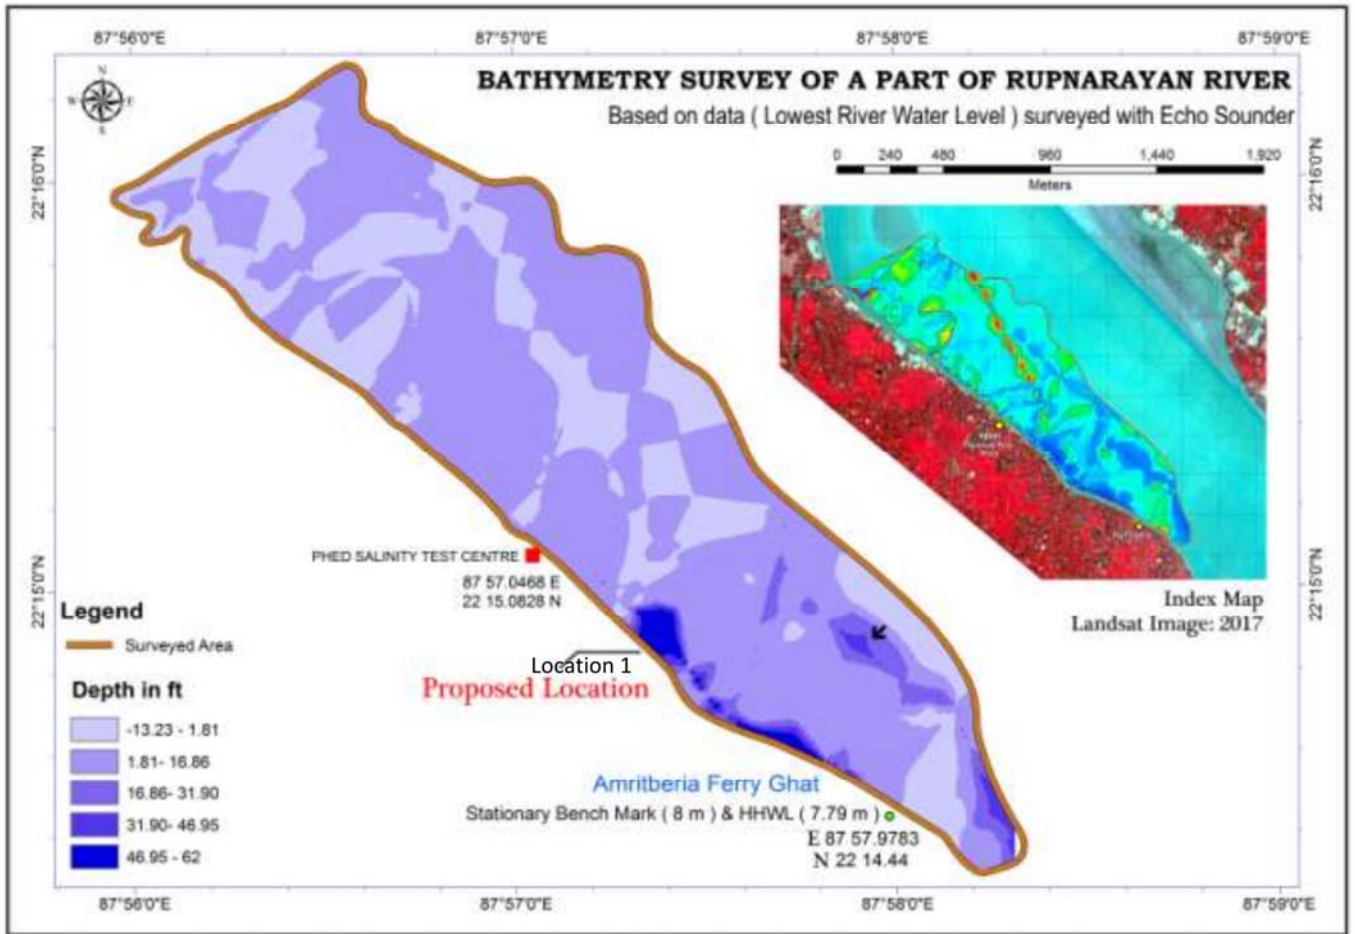 87°56'0"E 87°57'0"E 87°58'0"E 87°59'0"E
N
W E
S
BATHYMETRY SURVEY OF A PART OF RUPNARAYAN RIVER
Based on data ( Lowest River Water Level ) surveyed with Echo Sounder
0 240 480 960 1,440 1,920
Meters
22°16'0"N 22°16'0"N
PHED SALINITY TEST CENTRE
87 57.0468 E
22 15.0828 N
22°15'0"N 22°15'0"N
Index Map
Landsat Image: 2017
Legend
Surveyed Area
Location 1
Proposed Location
Depth in ft
-13.23 - 1.81
1.81- 16.86
16.86- 31.90
31.90- 46.95
46.95 - 62
Amritberia Ferry Ghat
Stationary Bench Mark ( 8 m ) & HHWL ( 7.79 m )
E 87 57.9783
N 22 14.44
87°56'0"E 87°57'0"E 87°58'0"E 87°59'0"E